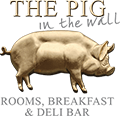 THE PIG
in the wall
ROOMS, BREAKFAST
& DELI BAR